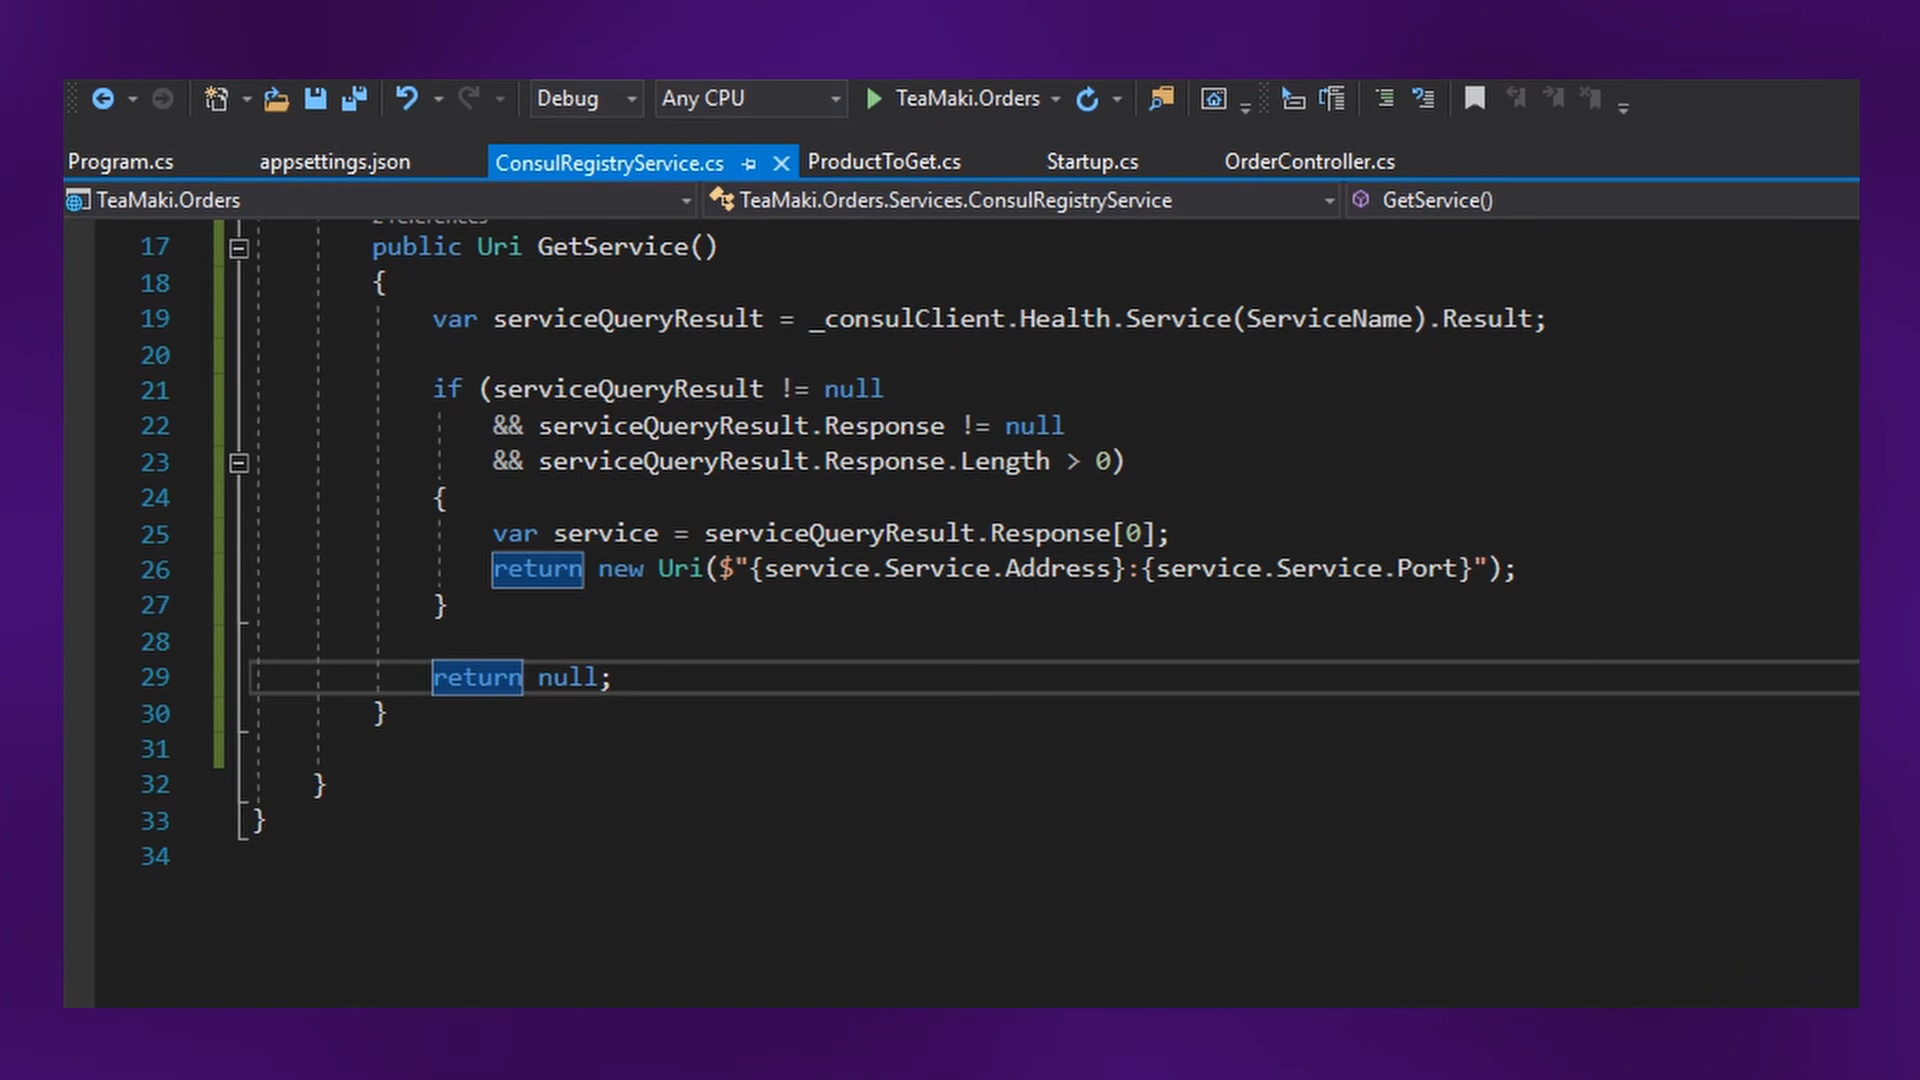 Debug Any CPU TeaMaki.Orders
Program.cs appsettings.json ConsulRegistryService.cs ProductToGet.cs Startup.cs OrderController.cs
TeaMaki.Orders TeaMaki.Orders.Services.ConsulRegistryService GetService()
17 public Uri GetService()
18 {
19 var serviceQueryResult = _consulClient.Health.Service(ServiceName).Result;
20
21 if (serviceQueryResult != null
22 && serviceQueryResult.Response != null
23 && serviceQueryResult.Response.Length > 0)
24 {
25 var service = serviceQueryResult.Response[0];
26 return new Uri($"{service.Service.Address}:{service.Service.Port}");
27 }
28
29 return null;
30 }
31
32 }
33 }
34